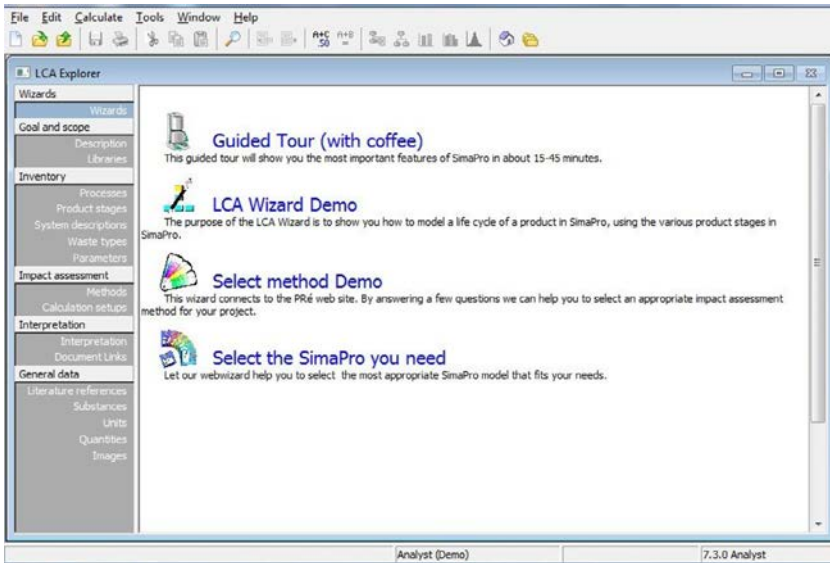 File Edit Calculate Tools Window Help
A+C
.50
A+B
=
LCA Explorer
Wizards
Wizards
Goal and scope
Description
Libraries
Inventory
Processes
Product stages
System descriptions
Waste types
Parameters
Impact assessment
Methods
Calculation setups
Interpretation
Interpretation
Document Links
General data
Literature references
Substances
Units
Quantities
Images
Guided Tour (with coffee)
This guided tour will show you the most important features of SimaPro in about 15-45 minutes.
LCA Wizard Demo
The purpose of the LCA Wizard is to show you how to model a life cycle of a product in SimaPro, using the various product stages in
SimaPro.
Select method Demo
This wizard connects to the PRé web site. By answering a few questions we can help you to select an appropriate impact assessment
method for your project.
Select the SimaPro you need
Let our webwizard help you to select the most appropriate SimaPro model that fits your needs.
Analyst (Demo)
7.3.0 Analyst